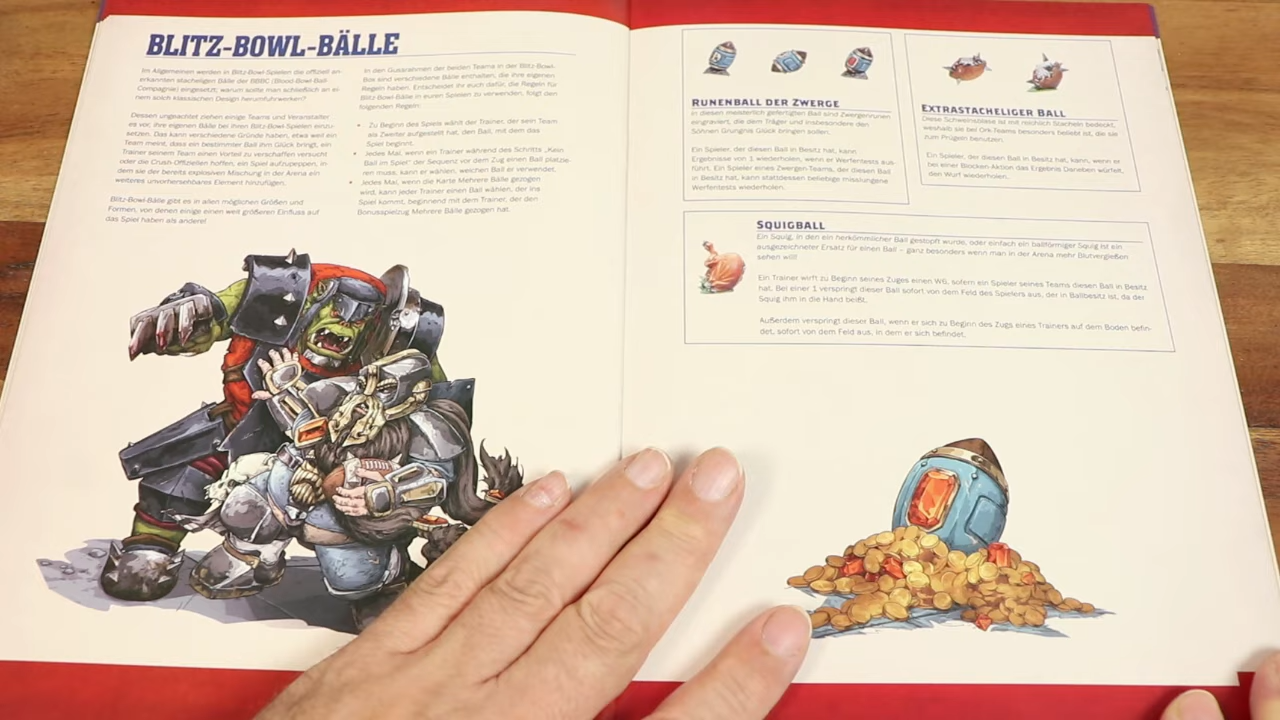 BLITZ-BOWL-BÄLLE
Im Allgemeinen werden in Blitz-Bowl-Spielen die offiziell an-
erkannten stacheligen Bälle der BBBC (Blood-Bowl-Ball-
Compagnie) eingesetzt; warum sollte man schließlich an ei-
nem solch klassischen Design herumfuhrwerken?
Dessen ungeachtet ziehen einige Teams und Veranstalter
es vor, ihre eigenen Bälle bei ihren Blitz-Bowl-Spielen einzu-
setzen. Das kann verschiedene Gründe haben, etwa weil ein
Team meint, dass ein bestimmter Ball ihm Glück bringt, ein
Trainer seinem Team einen Vorteil zu verschaffen versucht
oder die Crush-Offiziellen hoffen, ein Spiel aufzupeppen, in-
dem sie der bereits explosiven Mischung in der Arena ein
weiteres unvorhersehbares Element hinzufügen.
Blitz-Bowl-Bälle gibt es in allen möglichen Größen und
Formen, von denen einige einen weit größeren Einfluss auf
das Spiel haben als andere!
In den Gussrahmen der beiden Teams in der Blitz-Bowl-
Box sind verschiedene Bälle enthalten, die ihre eigenen
Regeln haben. Entscheidet ihr euch dafür, die Regeln für
Blitz-Bowl-Bälle in euren Spielen zu verwenden, folgt den
folgenden Regeln:
• Zu Beginn des Spiels wählt der Trainer, der sein Team
als Zweiter aufgestellt hat, den Ball, mit dem das
Spiel beginnt.
• Jedes Mal, wenn ein Trainer während des Schritts „Kein
Ball im Spiel“ der Sequenz vor dem Zug einen Ball platzie-
ren muss, kann er wählen, welchen Ball er verwendet.
• Jedes Mal, wenn die Karte Mehrere Bälle gezogen
wird, kann jeder Trainer einen Ball wählen, der ins
Spiel kommt, beginnend mit dem Trainer, der den
Bonusspielzug Mehrere Bälle gezogen hat.
RUNENBALL DER ZWERGE
In diesen meisterlich gefertigten Ball sind Zwergenrunen
eingraviert, die dem Träger und insbesondere den
Söhnen Grungnis Glück bringen sollen.
Ein Spieler, der diesen Ball in Besitz hat, kann
Ergebnisse von 1 wiederholen, wenn er Werfentests aus-
führt. Ein Spieler eines Zwergen-Teams, der diesen Ball
in Besitz hat, kann stattdessen beliebige misslungene
Werfentests wiederholen.
EXTRASTACHELIGER BALL
Diese Schweinsblase ist mit reichlich Stacheln bedeckt,
weshalb sie bei Ork-Teams besonders beliebt ist, die sie
zum Prügeln benutzen.
Ein Spieler, der diesen Ball in Besitz hat, kann, wenn er
bei einer Blocken-Aktion das Ergebnis Daneben würfelt,
den Wurf wiederholen.
SQUIGBALL
Ein Squig, in den ein herkömmlicher Ball gestopft wurde, oder einfach ein ballförmiger Squig ist ein
ausgezeichneter Ersatz für einen Ball – ganz besonders wenn man in der Arena mehr Blutvergießen
sehen will!
Ein Trainer wirft zu Beginn seines Zuges einen W6, sofern ein Spieler seines Teams diesen Ball in Besitz
hat. Bei einer 1 verspringt dieser Ball sofort von dem Feld des Spielers aus, der in Ballbesitz ist, da der
Squig ihm in die Hand beißt.
Außerdem verspringt dieser Ball, wenn er sich zu Beginn des Zugs eines Trainers auf dem Boden befin-
det, sofort von dem Feld aus, in dem er sich befindet.